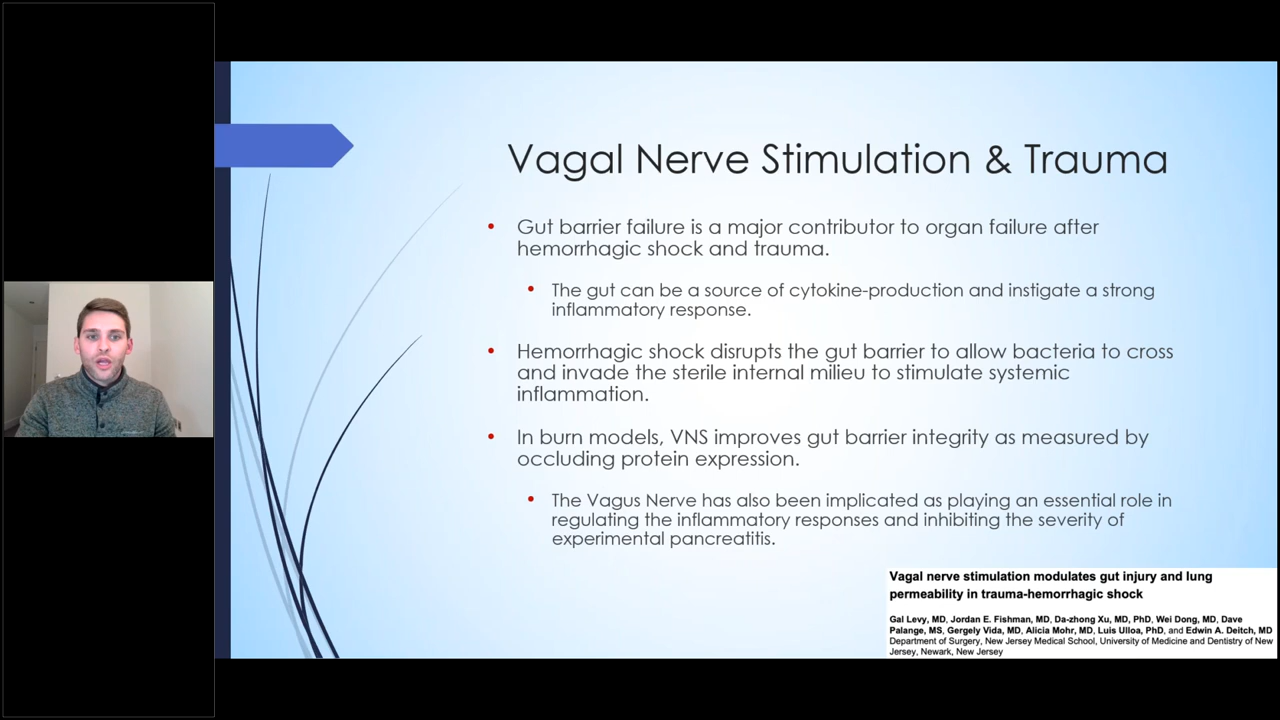 Vagal Nerve Stimulation & Trauma
• Gut barrier failure is a major contributor to organ failure after
hemorrhagic shock and trauma.
• The gut can be a source of cytokine-production and instigate a strong
inflammatory response.
• Hemorrhagic shock disrupts the gut barrier to allow bacteria to cross
and invade the sterile internal milieu to stimulate systemic
inflammation.
• In burn models, VNS improves gut barrier integrity as measured by
occluding protein expression.
• The Vagus Nerve has also been implicated as playing an essential role in
regulating the inflammatory responses and inhibiting the severity of
experimental pancreatitis.
Vagal nerve stimulation modulates gut injury and lung
permeability in trauma-hemorrhagic shock
Gal Levy, MD, Jordan E. Fishman, MD, Da-zhong Xu, MD, PhD, Wei Dong, MD, Dave
Palange, MS, Gergely Vida, MD, Alicia Mohr, MD, Luis Ulloa, PhD, and Edwin A. Deitch, MD
Department of Surgery, New Jersey Medical School, University of Medicine and Dentistry of New
Jersey, Newark, New Jersey